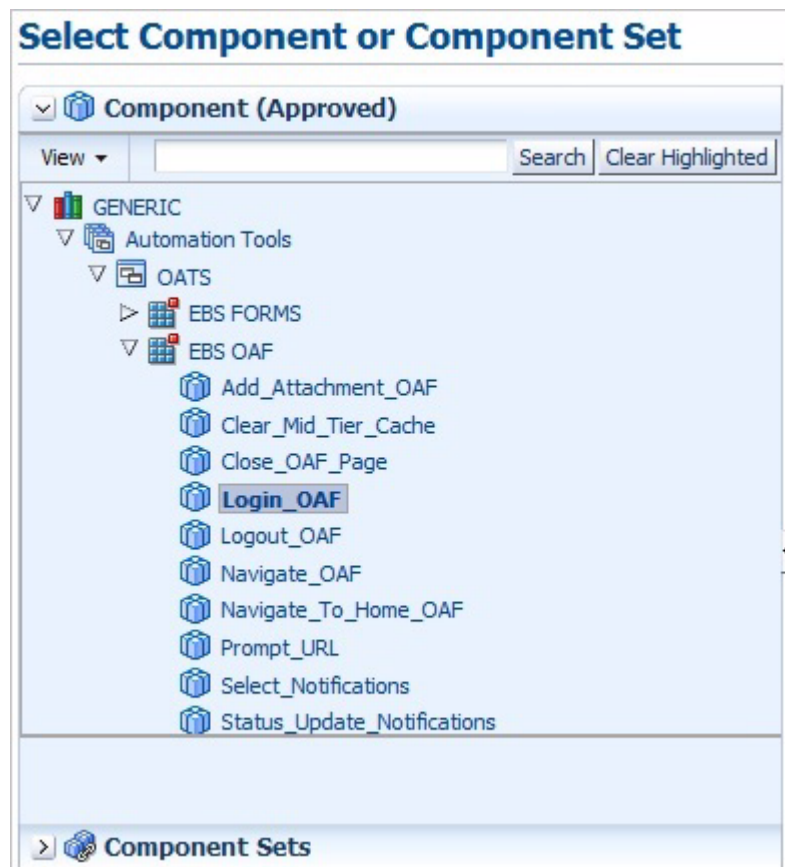 Select Component or Component Set
Component (Approved)
View Search Clear Highlighted
GENERIC
Automation Tools
OATS
EBS FORMS
EBS OAF
Add_Attachment_OAF
Clear_Mid_Tier_Cache
Close_OAF_Page
Login_OAF
Logout_OAF
Navigate_OAF
Navigate_To_Home_OAF
Prompt_URL
Select_Notifications
Status_Update_Notifications
Component Sets